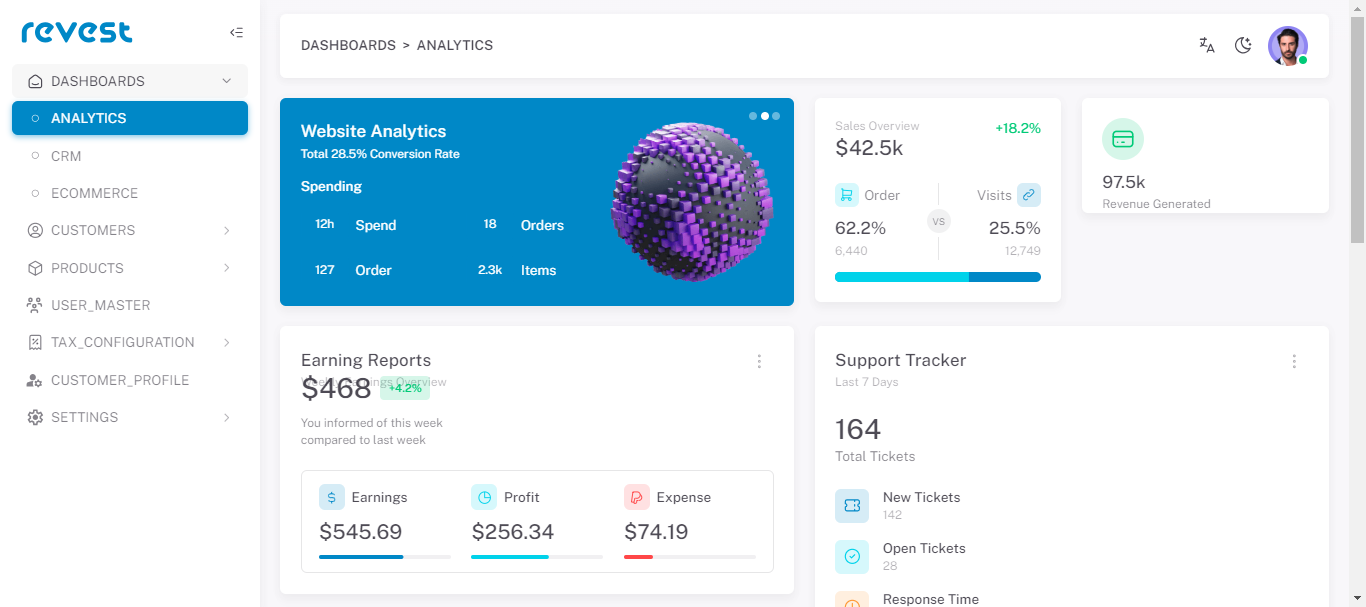 revest
DASHBOARDS
ANALYTICS
CRM
ECOMMERCE
CUSTOMERS
PRODUCTS
USER_MASTER
TAX_CONFIGURATION
CUSTOMER_PROFILE
SETTINGS
DASHBOARDS > ANALYTICS
Website Analytics
Total 28.5% Conversion Rate
Spending
12h Spend 18 Orders
127 Order 2.3k Items
Sales Overview +18.2%
$42.5k
Order Visits
VS
62.2% 25.5%
6,440 12,749
97.5k
Revenue Generated
Earning Reports
Weekly Earnings Overview
$468 +4.2%
You informed of this week
compared to last week
Earnings Profit Expense
$545.69 $256.34 $74.19
Support Tracker
Last 7 Days
164
Total Tickets
New Tickets
142
Open Tickets
28
Response Time